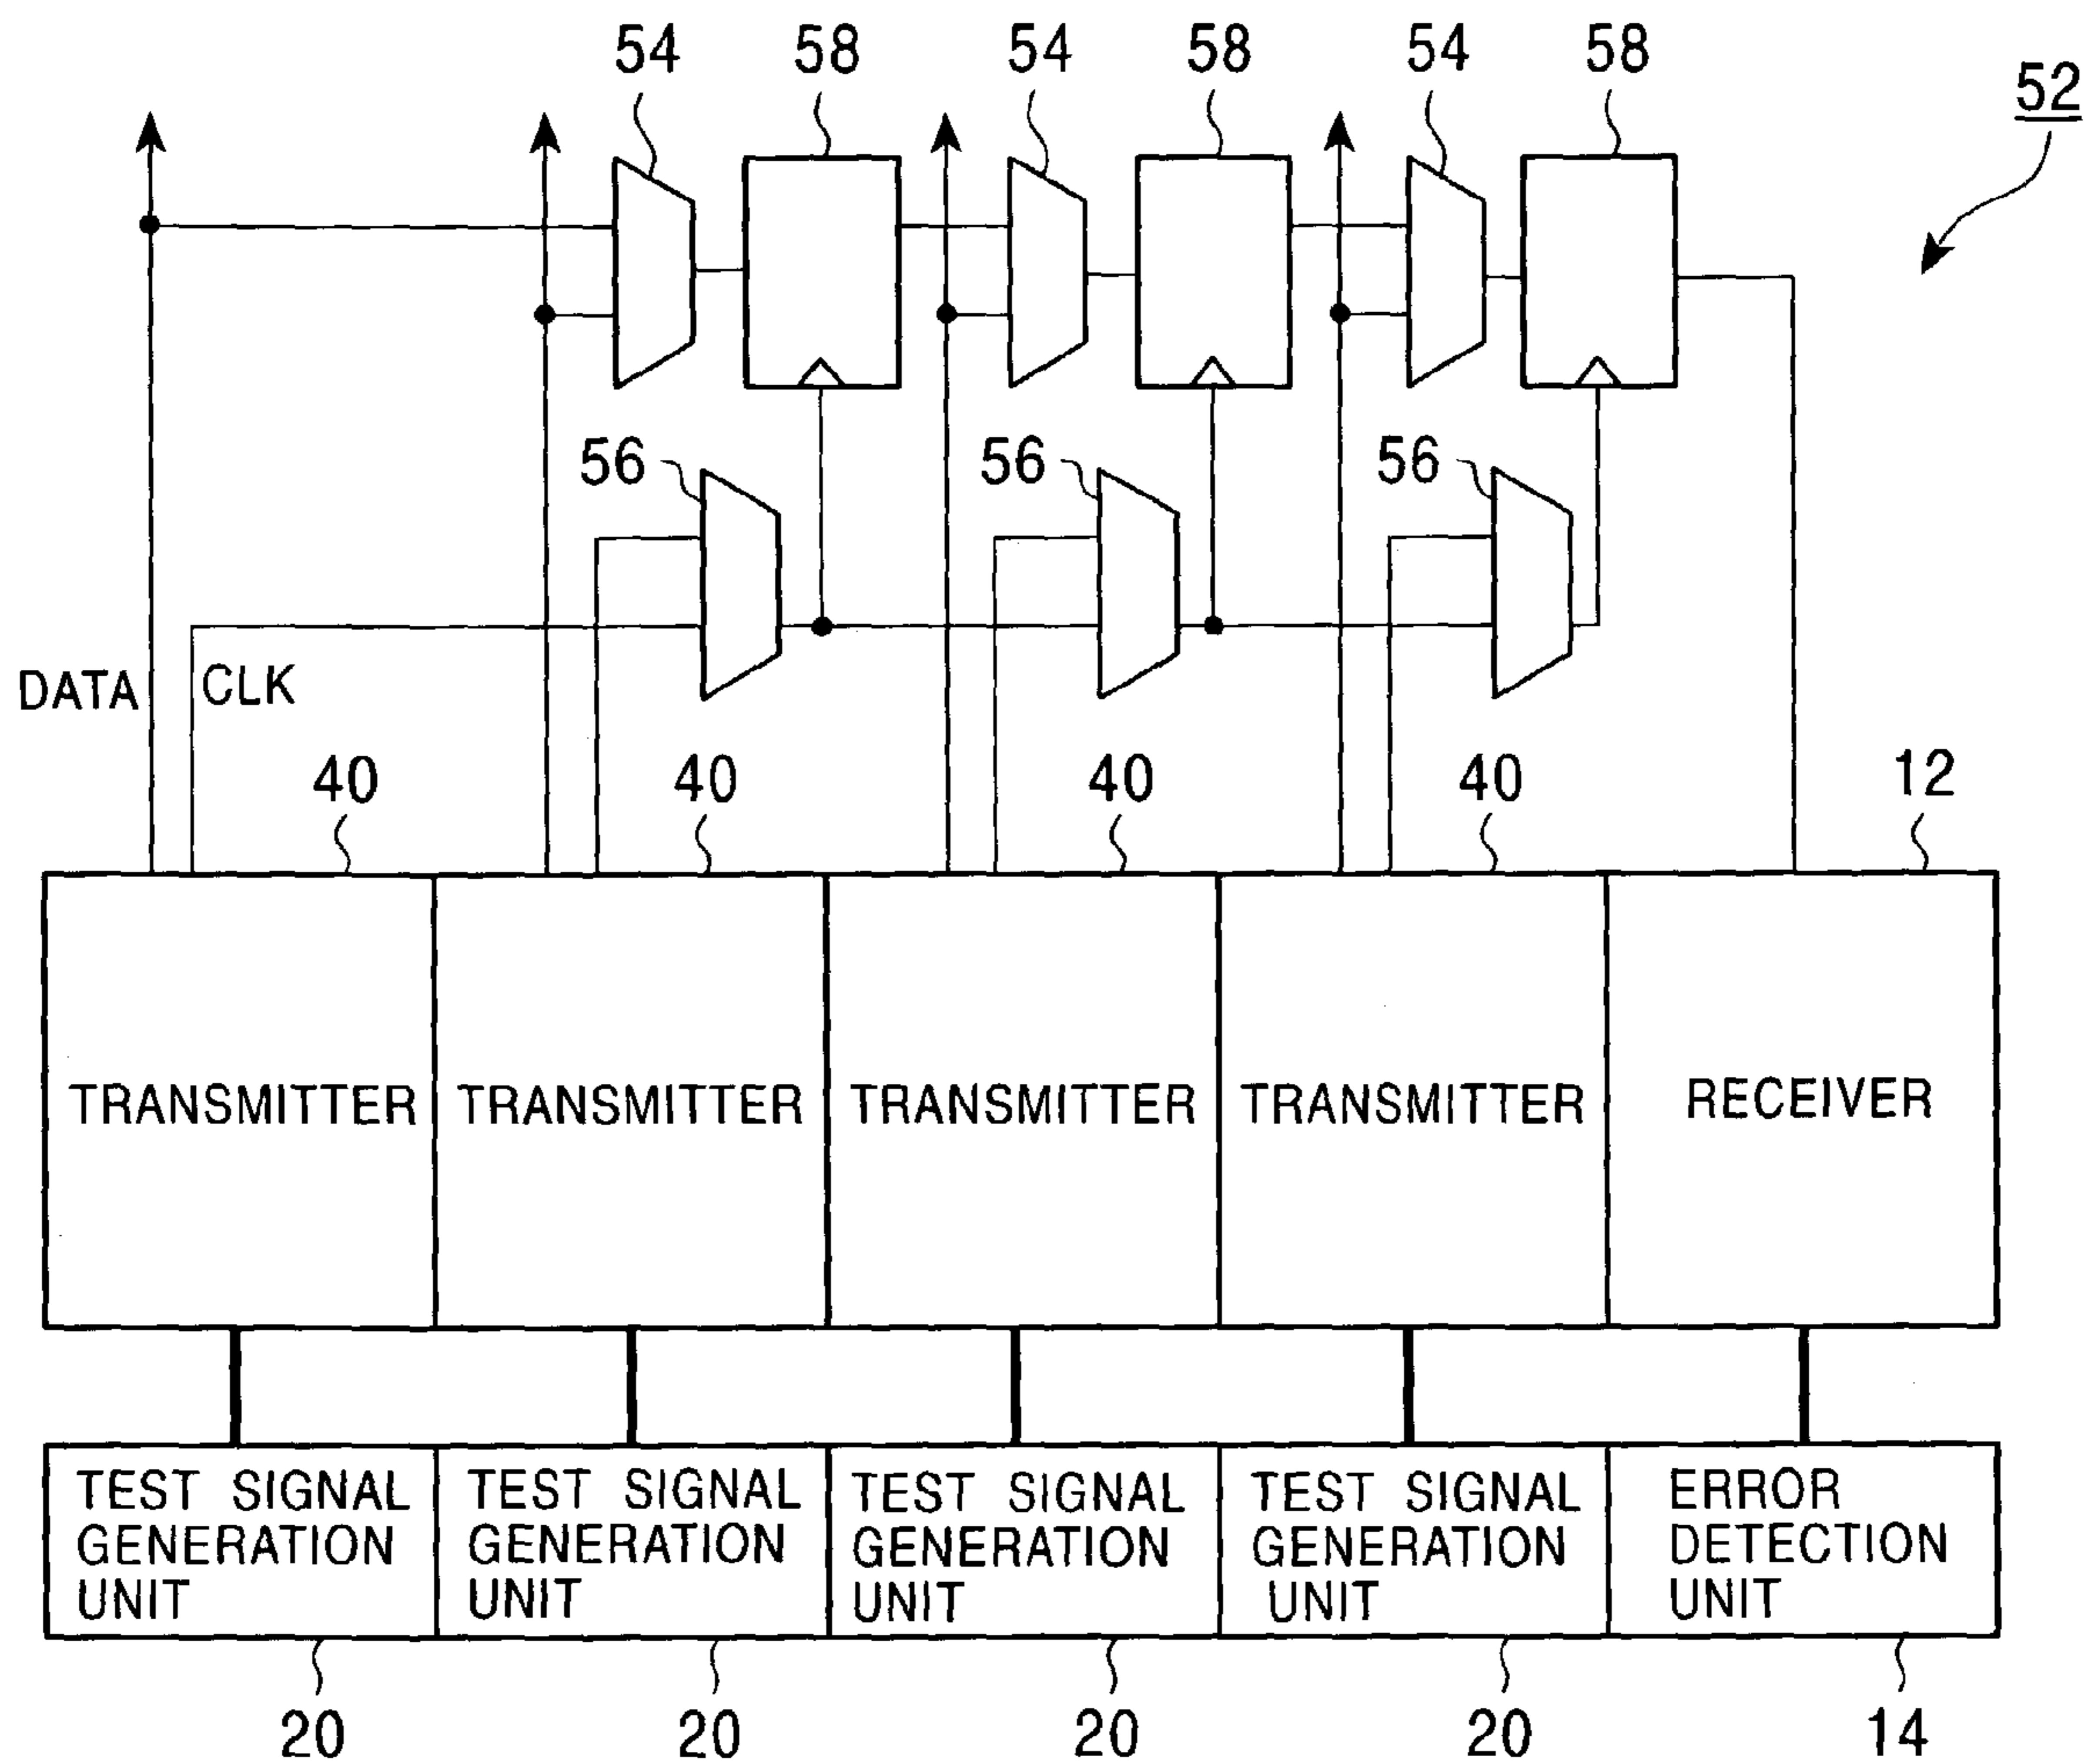 54 58 54 58 54 58
52
56 56 56
DATA CLK
40 40 40 40 12
TRANSMITTER TRANSMITTER TRANSMITTER TRANSMITTER RECEIVER
TEST SIGNAL GENERATION UNIT
TEST SIGNAL GENERATION UNIT
TEST SIGNAL GENERATION UNIT
TEST SIGNAL GENERATION UNIT
ERROR DETECTION UNIT
20 20 20 20 14